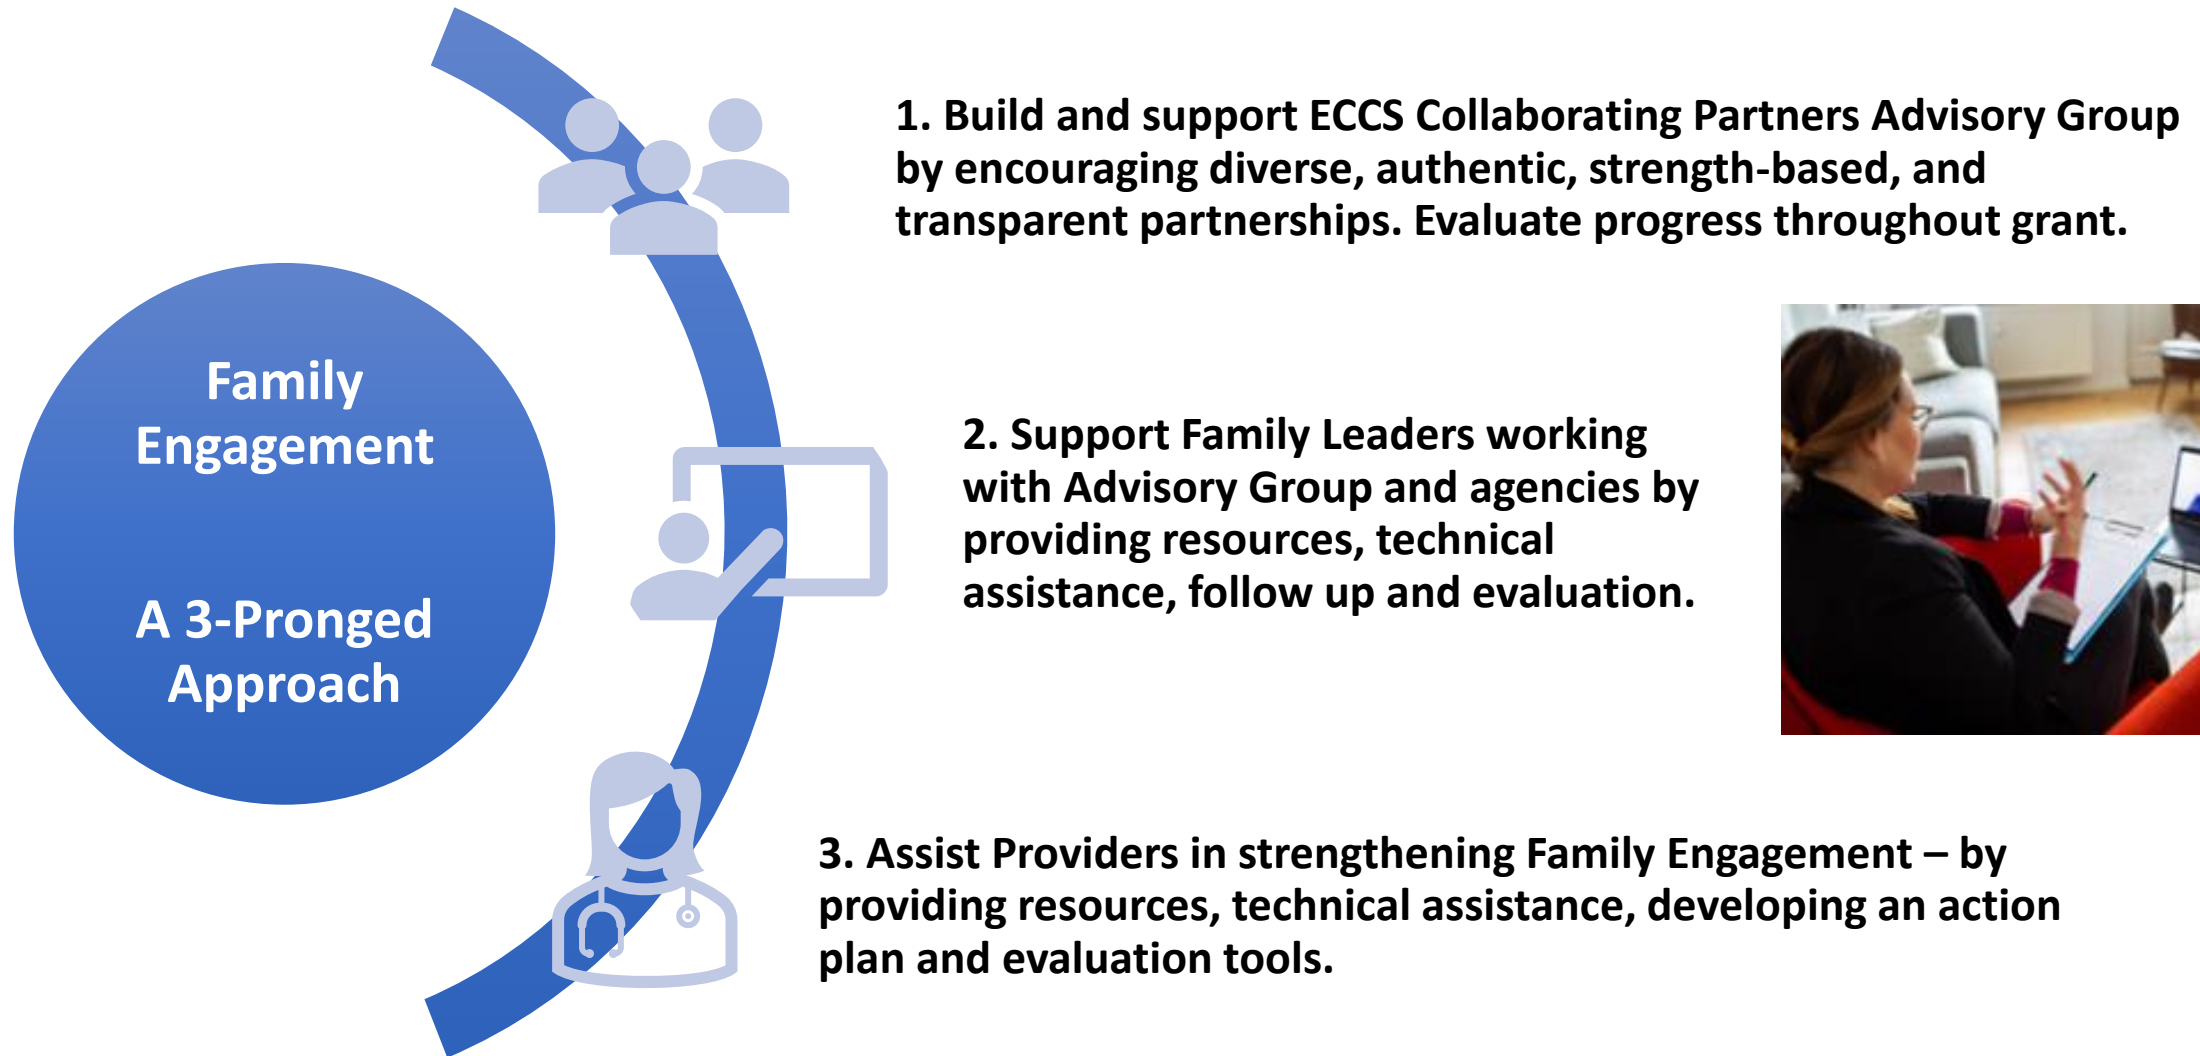 Family
Engagement
A 3-Pronged
Approach
1. Build and support ECCS Collaborating Partners Advisory Group
by encouraging diverse, authentic, strength-based, and
transparent partnerships. Evaluate progress throughout grant.
2. Support Family Leaders working
with Advisory Group and agencies by
providing resources, technical
assistance, follow up and evaluation.
3. Assist Providers in strengthening Family Engagement – by
providing resources, technical assistance, developing an action
plan and evaluation tools.